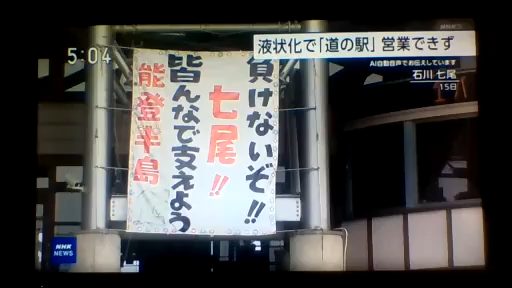 NHK
5:04
液状化で「道の駅」営業できず
AI自動音声でお伝えしています
石川 七尾
15日
負けないぞ!!
七尾!!
皆んなで支えよう
能登半島
NHK
NEWS